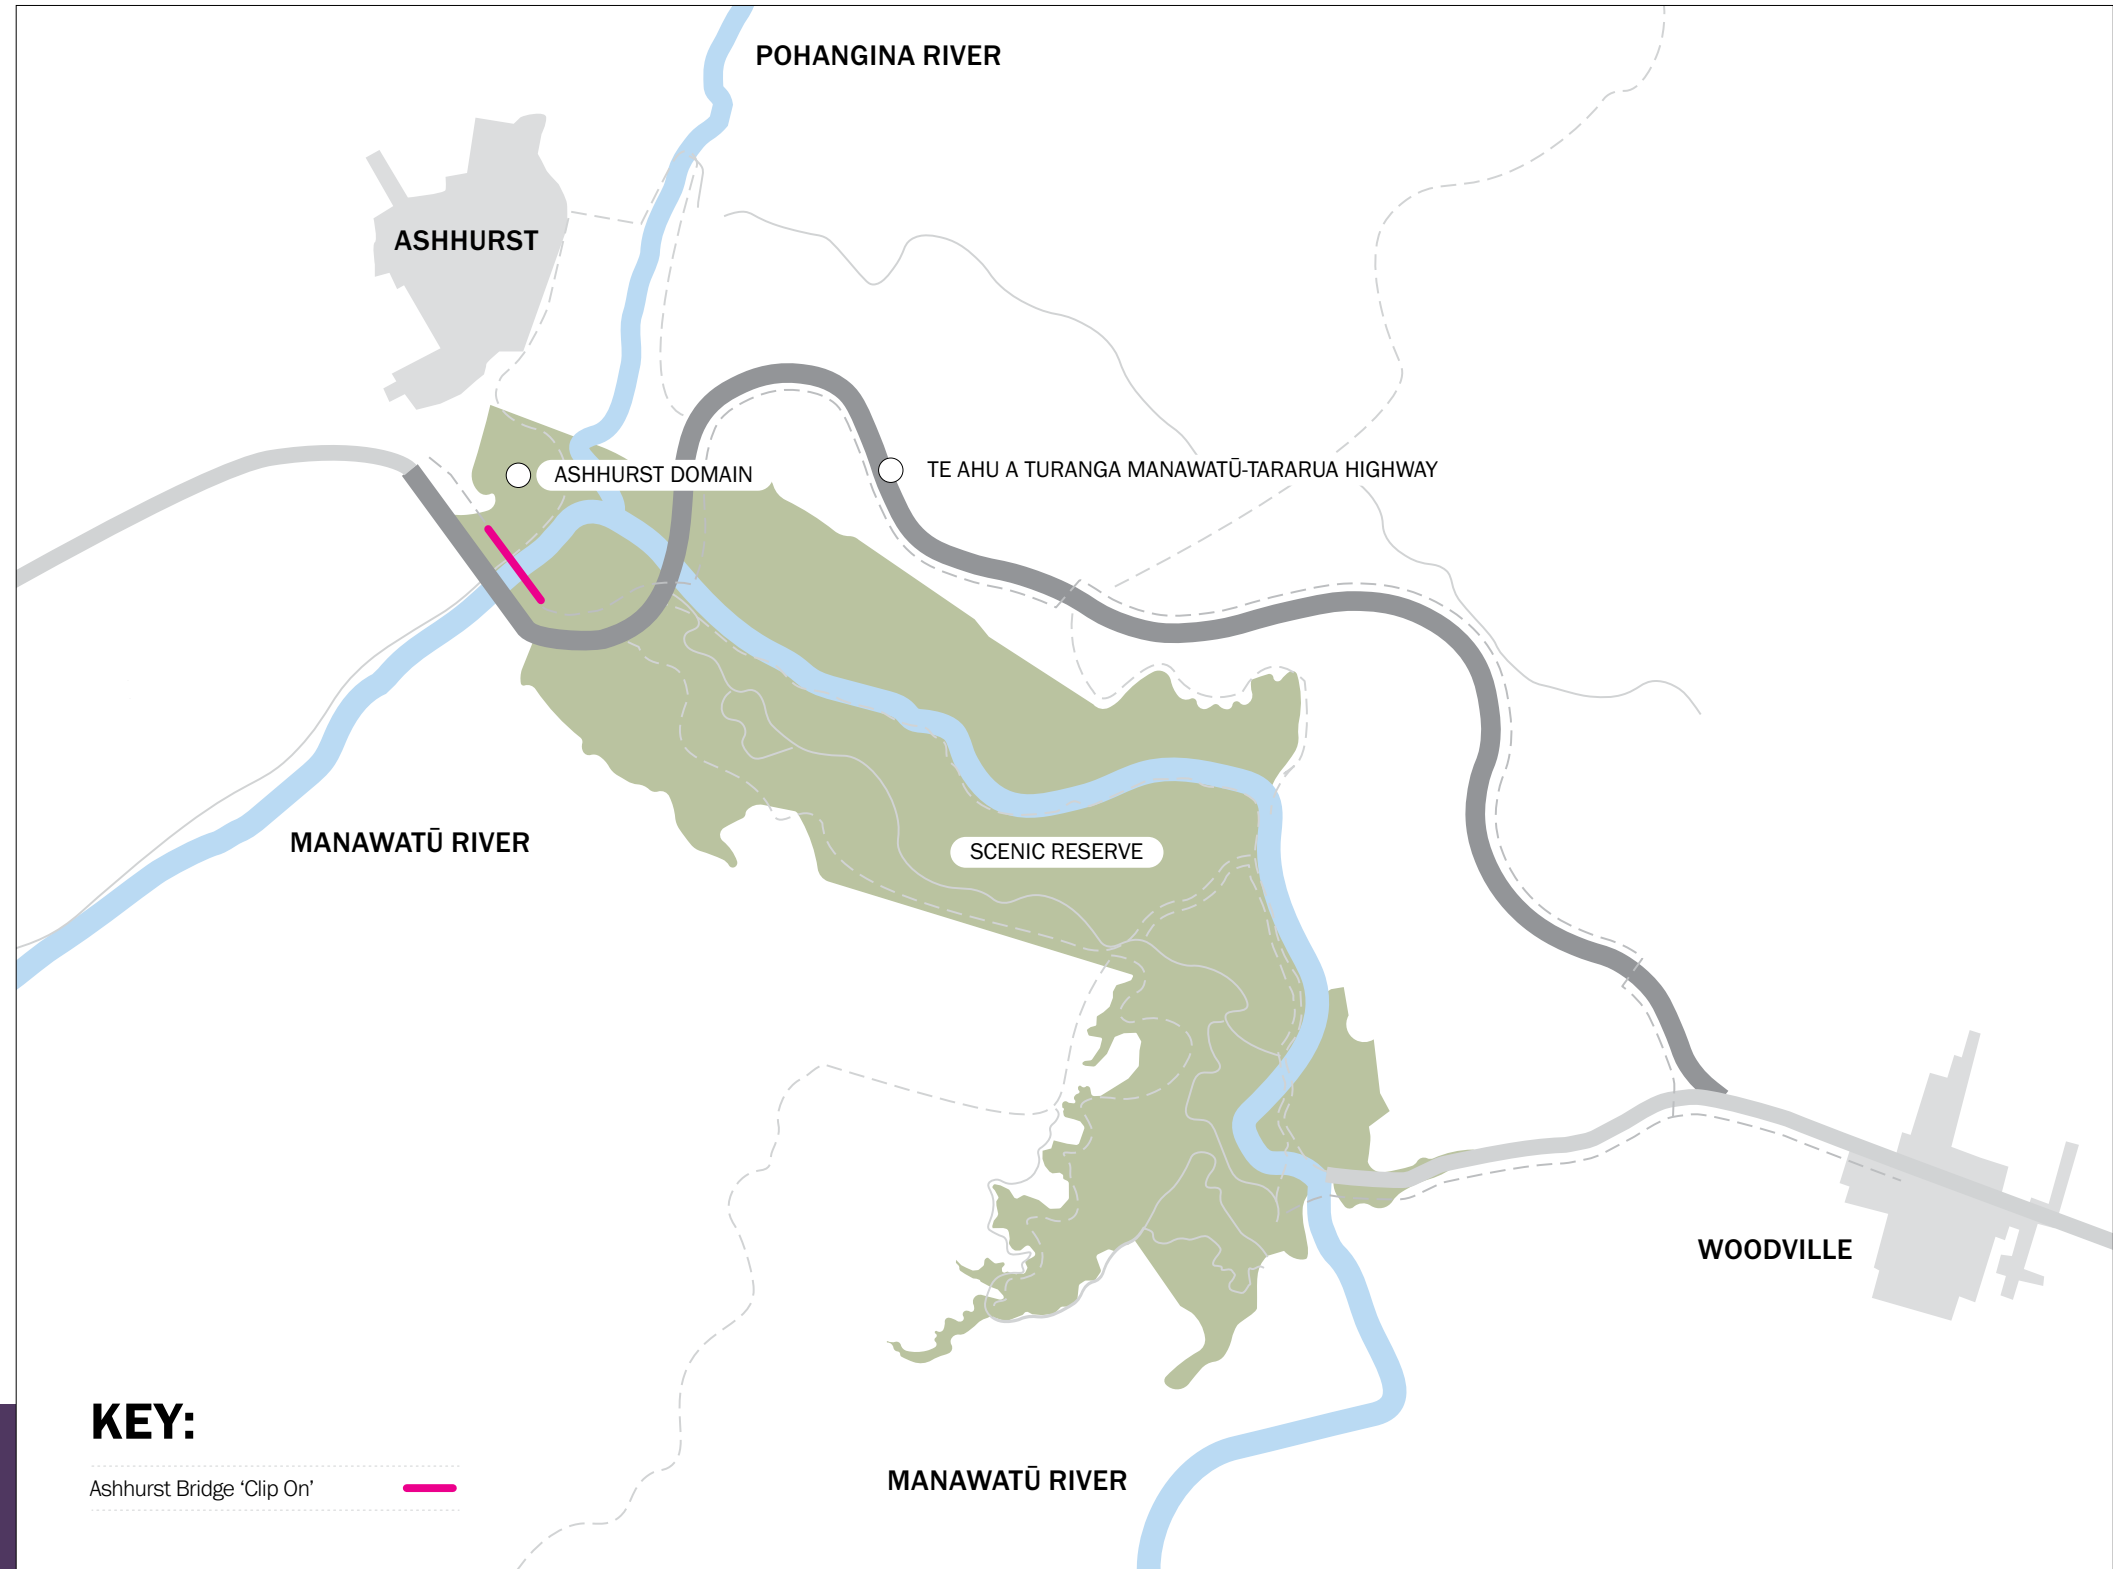 POHANGINA RIVER
ASHHURST
ASHHURST DOMAIN
TE AHU A TURANGA MANAWATŪ-TARARUA HIGHWAY
MANAWATŪ RIVER
SCENIC RESERVE
WOODVILLE
MANAWATŪ RIVER
KEY:
Ashhurst Bridge ‘Clip On’